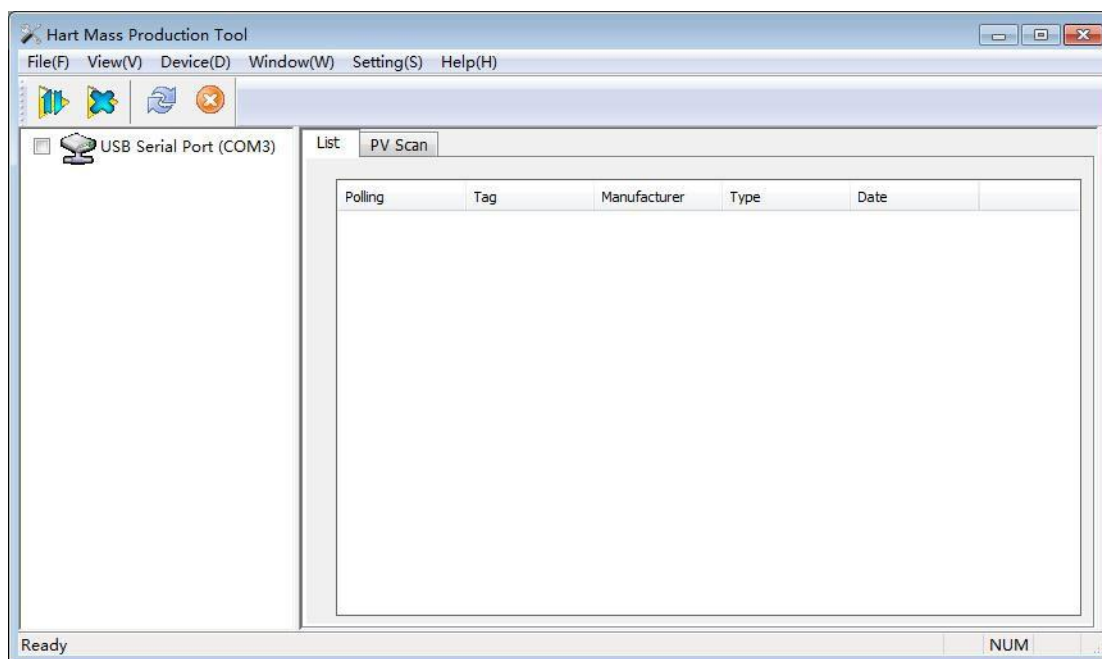 Hart Mass Production Tool
File(F) View(V) Device(D) Window(W) Setting(S) Help(H)
USB Serial Port (COM3)
List PV Scan
Polling Tag Manufacturer Type Date
Ready NUM